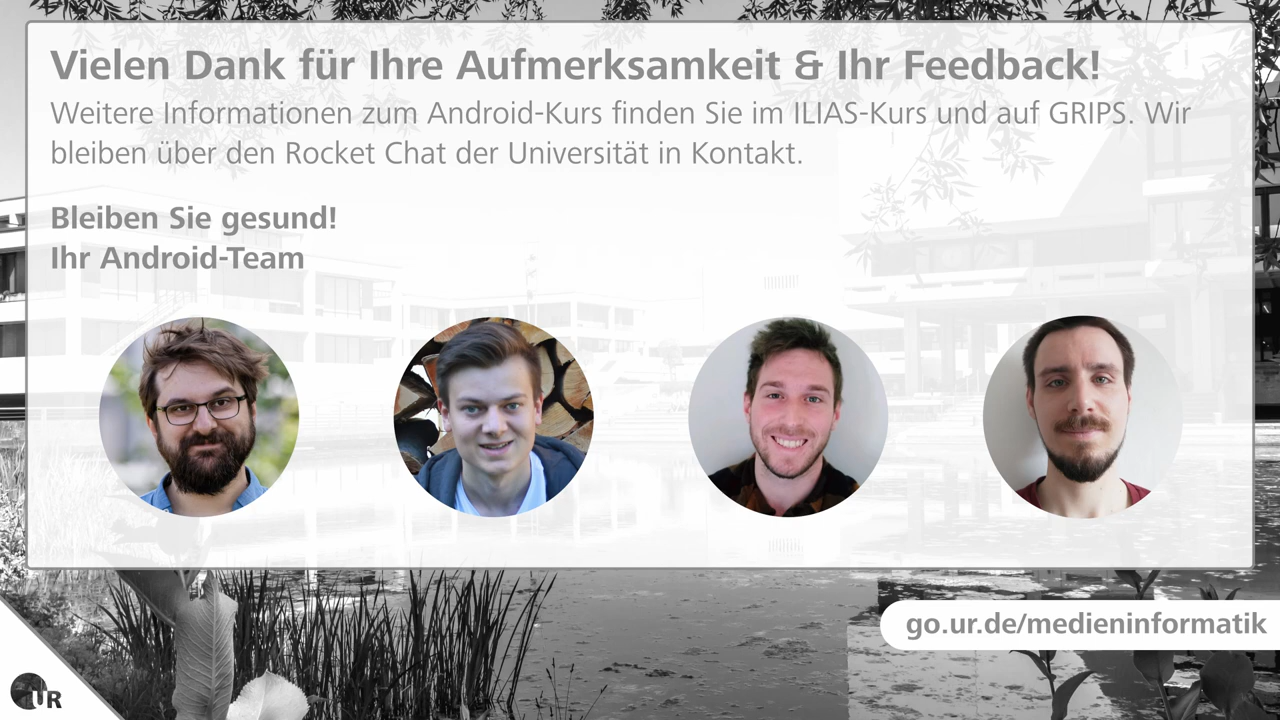 Vielen Dank für Ihre Aufmerksamkeit & Ihr Feedback!
Weitere Informationen zum Android-Kurs finden Sie im ILIAS-Kurs und auf GRIPS. Wir
bleiben über den Rocket Chat der Universität in Kontakt.
Bleiben Sie gesund!
Ihr Android-Team
go.ur.de/medieninformatik
UR